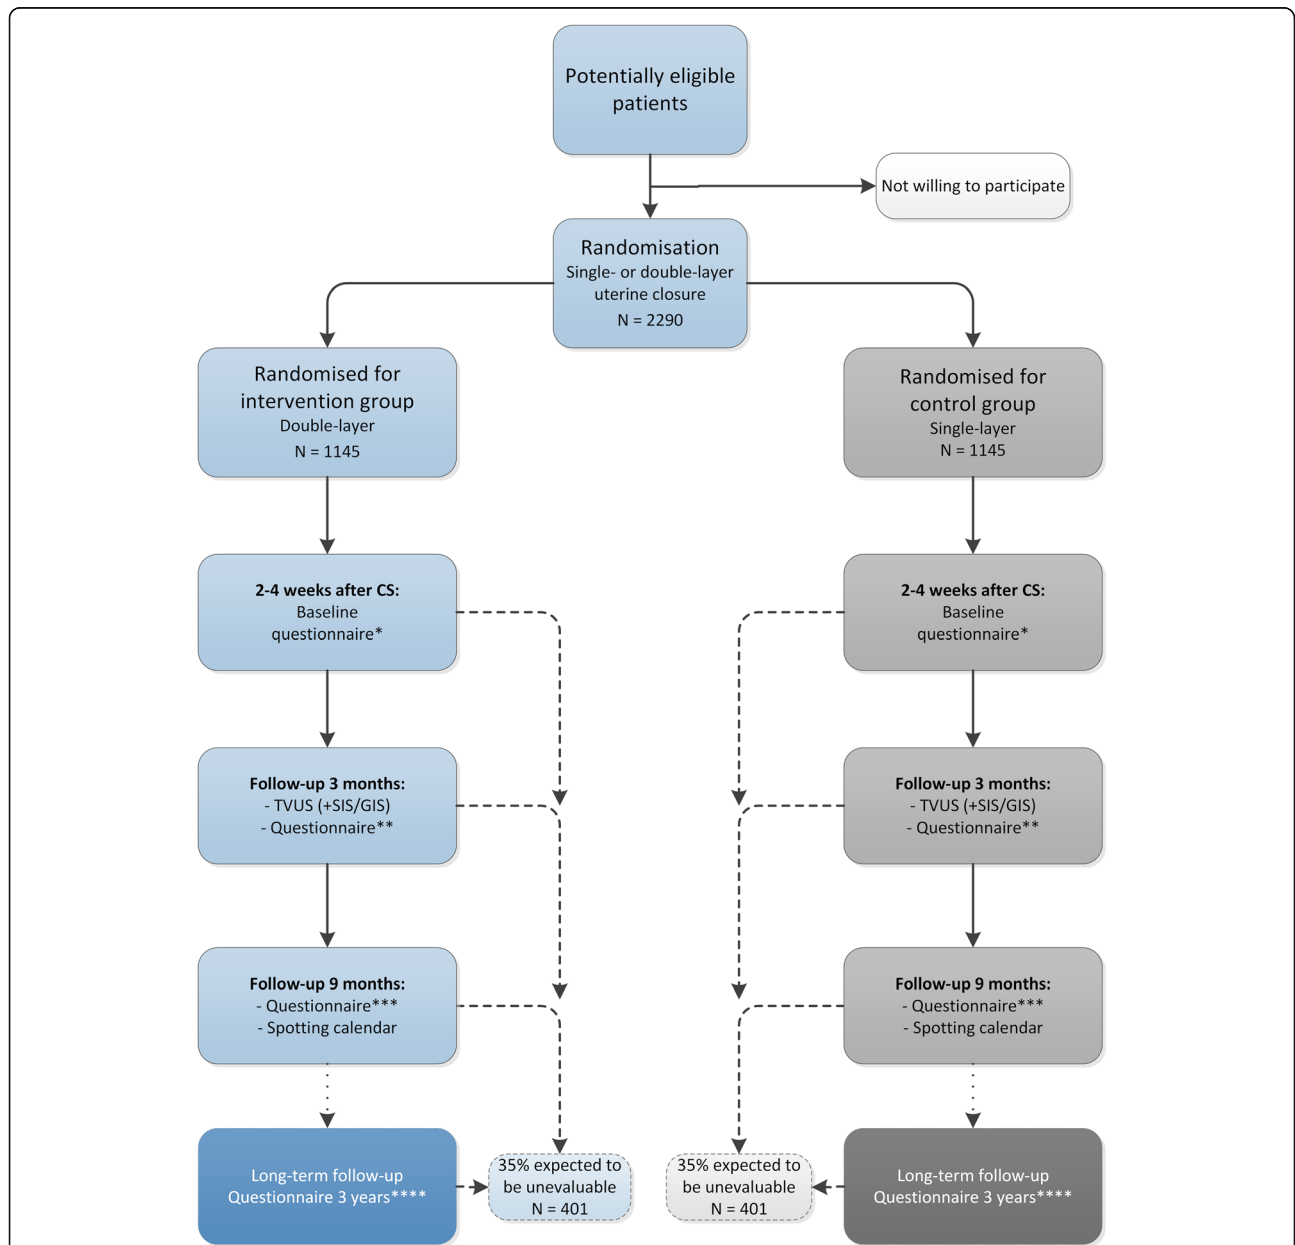 Potentially eligible
patients
Not willing to participate
Randomisation
Single- or double-layer
uterine closure
N = 2290
Randomised for
intervention group
Double-layer
N = 1145
Randomised for
control group
Single-layer
N = 1145
2-4 weeks after CS:
Baseline
questionnaire*
2-4 weeks after CS:
Baseline
questionnaire*
Follow-up 3 months:
- TVUS (+SIS/GIS)
- Questionnaire**
Follow-up 3 months:
- TVUS (+SIS/GIS)
- Questionnaire**
Follow-up 9 months:
- Questionnaire***
- Spotting calendar
Follow-up 9 months:
- Questionnaire***
- Spotting calendar
Long-term follow-up
Questionnaire 3 years****
35% expected to
be unevaluable
N = 401
35% expected to
be unevaluable
N = 401
Long-term follow-up
Questionnaire 3 years****